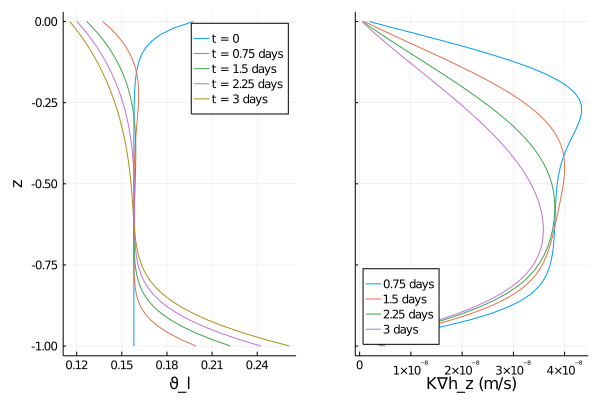 0.00
-0.25
-0.50
-0.75
-1.00
z
0.12
0.15
0.18
0.21
0.24
ϑ_l
t = 0
t = 0.75 days
t = 1.5 days
t = 2.25 days
t = 3 days
0
1×10⁻⁸
2×10⁻⁸
3×10⁻⁸
4×10⁻⁸
K∇h_z (m/s)
0.75 days
1.5 days
2.25 days
3 days